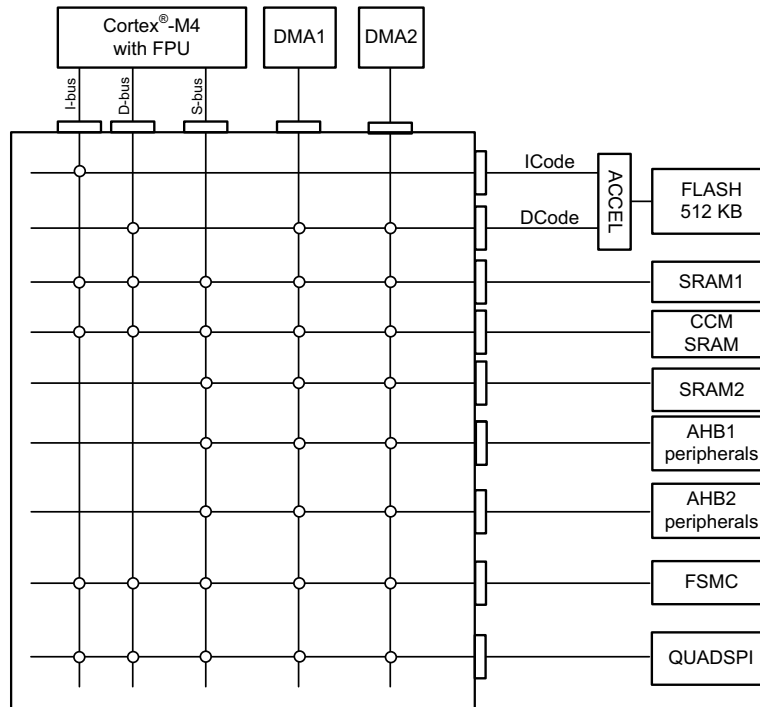 Cortex®-M4
with FPU
DMA1
DMA2
I-bus
D-bus
S-bus
ICode
DCode
ACCEL
FLASH
512 KB
SRAM1
CCM
SRAM
SRAM2
AHB1
peripherals
AHB2
peripherals
FSMC
QUADSPI